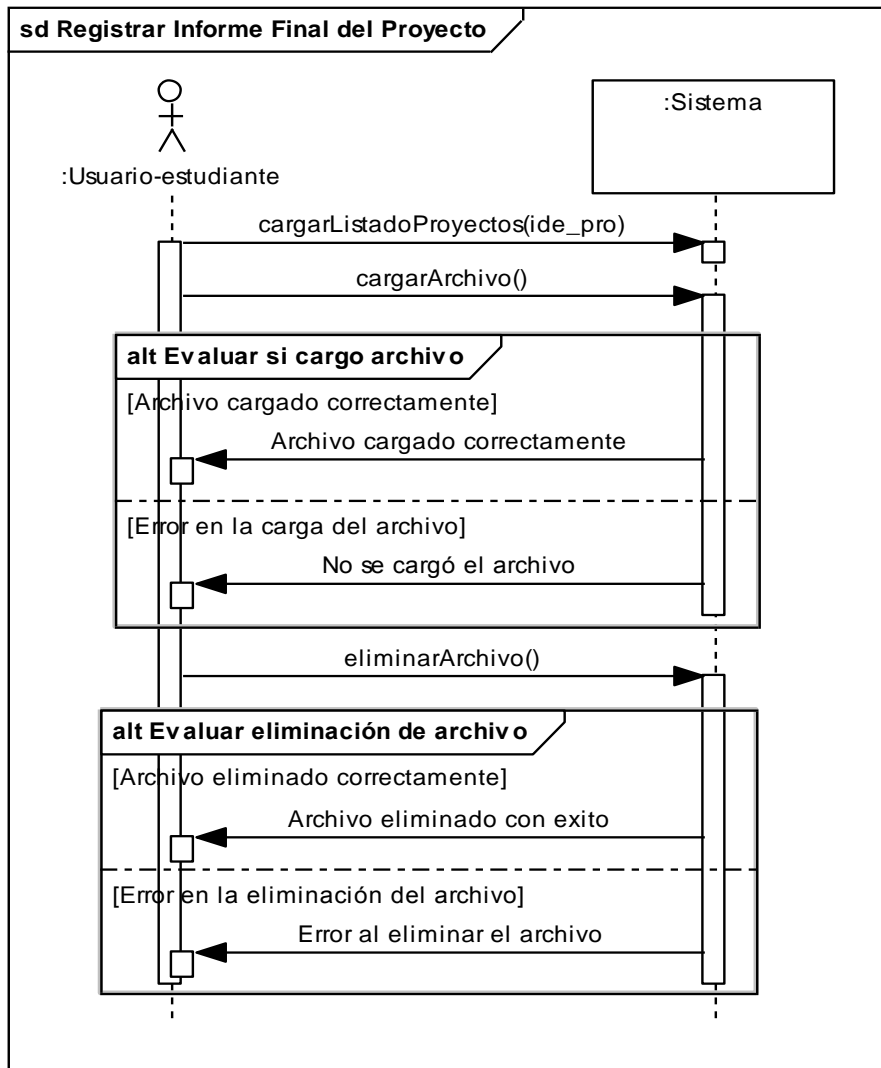 sd Registrar Informe Final del Proyecto
:Usuario-estudiante
:Sistema
cargarListadoProyectos(ide_pro)
cargarArchivo()
alt Evaluar si cargo archivo
[Archivo cargado correctamente]
Archivo cargado correctamente
[Error en la carga del archivo]
No se cargó el archivo
eliminarArchivo()
alt Evaluar eliminación de archivo
[Archivo eliminado correctamente]
Archivo eliminado con exito
[Error en la eliminación del archivo]
Error al eliminar el archivo